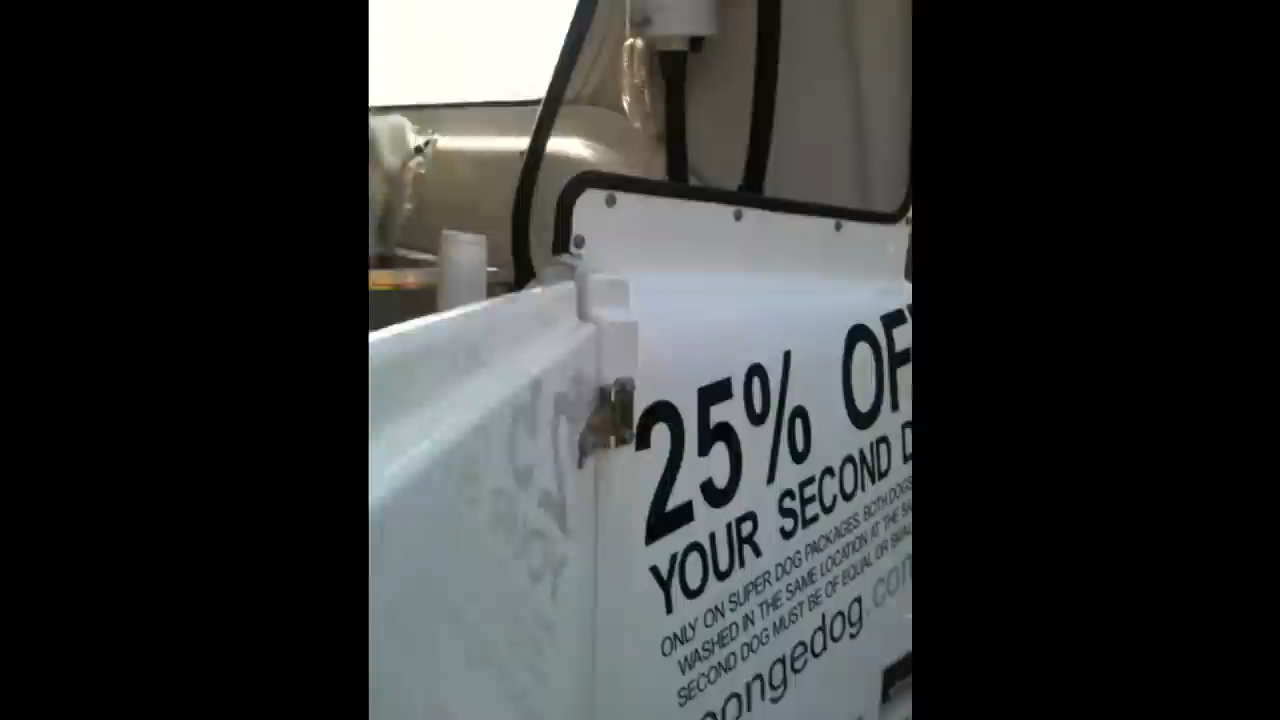 25% OF
YOUR SECOND D
ONLY ON SUPER DOG PACKAGES. BOTH DOGS
WASHED IN THE SAME LOCATION AT THE SA
SECOND DOG MUST BE OF EQUAL OR SMAL
ongedog.com